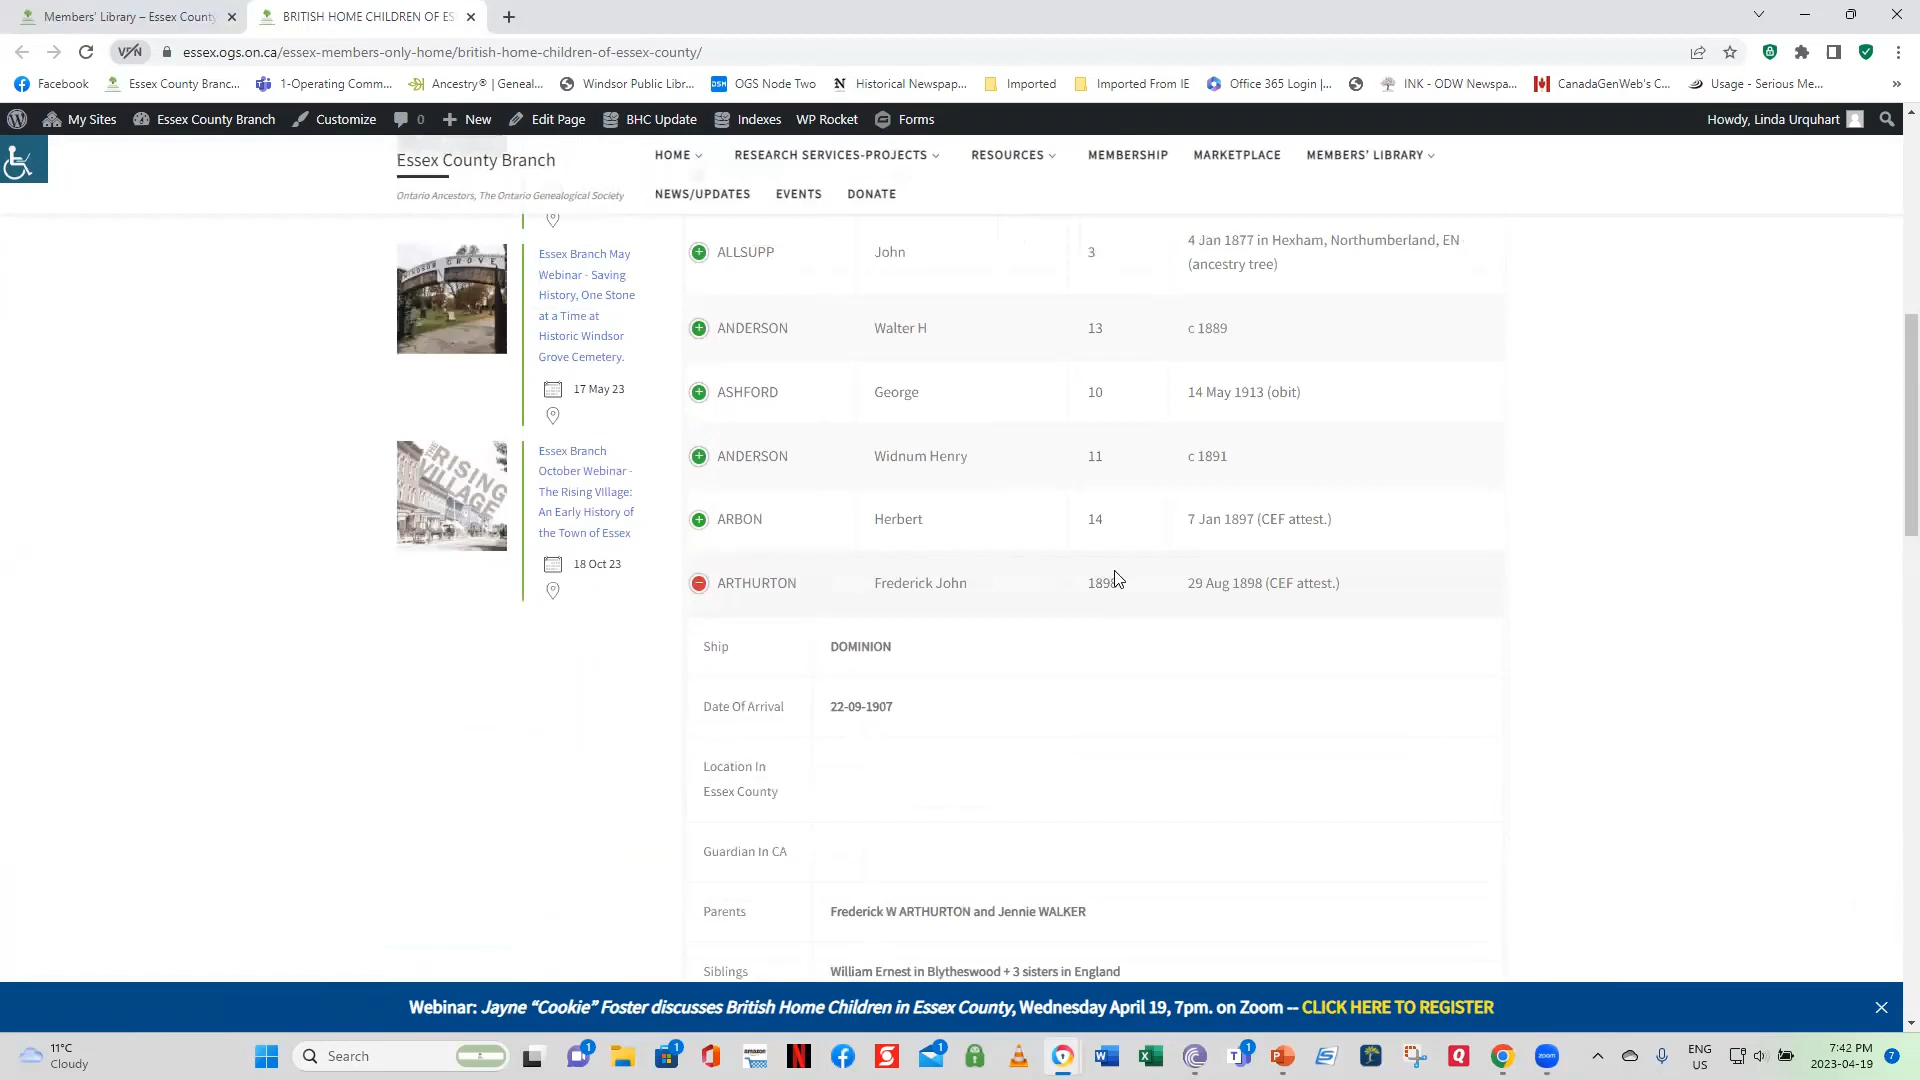 Members' Library – Essex County
BRITISH HOME CHILDREN OF ES
essex.ogs.on.ca/essex-members-only-home/british-home-children-of-essex-county/
Facebook
Essex County Branc...
1-Operating Comm...
Ancestry® | Geneal...
Windsor Public Libr...
OGS Node Two
Historical Newspap...
Imported
Imported From IE
Office 365 Login |...
INK - ODW Newspa...
CanadaGenWeb's C...
Usage - Serious Me...
»
My Sites
Essex County Branch
Customize
0
New
Edit Page
BHC Update
Indexes
WP Rocket
Forms
Howdy, Linda Urquhart
Essex County Branch
Ontario Ancestors, The Ontario Genealogical Society
HOME
RESEARCH SERVICES-PROJECTS
RESOURCES
MEMBERSHIP
MARKETPLACE
MEMBERS' LIBRARY
NEWS/UPDATES
EVENTS
DONATE
Essex Branch May
Webinar - Saving
History, One Stone
at a Time at
Historic Windsor
Grove Cemetery.
17 May 23
THE
RISING
VILLAGE
Essex Branch
October Webinar -
The Rising Village:
An Early History of
the Town of Essex
18 Oct 23
ALLSUPP John 3 4 Jan 1877 in Hexham, Northumberland, EN
(ancestry tree)
ANDERSON Walter H 13 c 1889
ASHFORD George 10 14 May 1913 (obit)
ANDERSON Widnum Henry 11 c 1891
ARBON Herbert 14 7 Jan 1897 (CEF attest.)
ARTHURTON Frederick John 1898 29 Aug 1898 (CEF attest.)
Ship DOMINION
Date Of Arrival 22-09-1907
Location In
Essex County
Guardian In CA
Parents Frederick W ARTHURTON and Jennie WALKER
Siblings William Ernest in Blytheswood + 3 sisters in England
Webinar: Jayne “Cookie” Foster discusses British Home Children in Essex County, Wednesday April 19, 7pm. on Zoom -- CLICK HERE TO REGISTER
11°C
Cloudy
Search
ENG
US
7:42 PM
2023-04-19
7